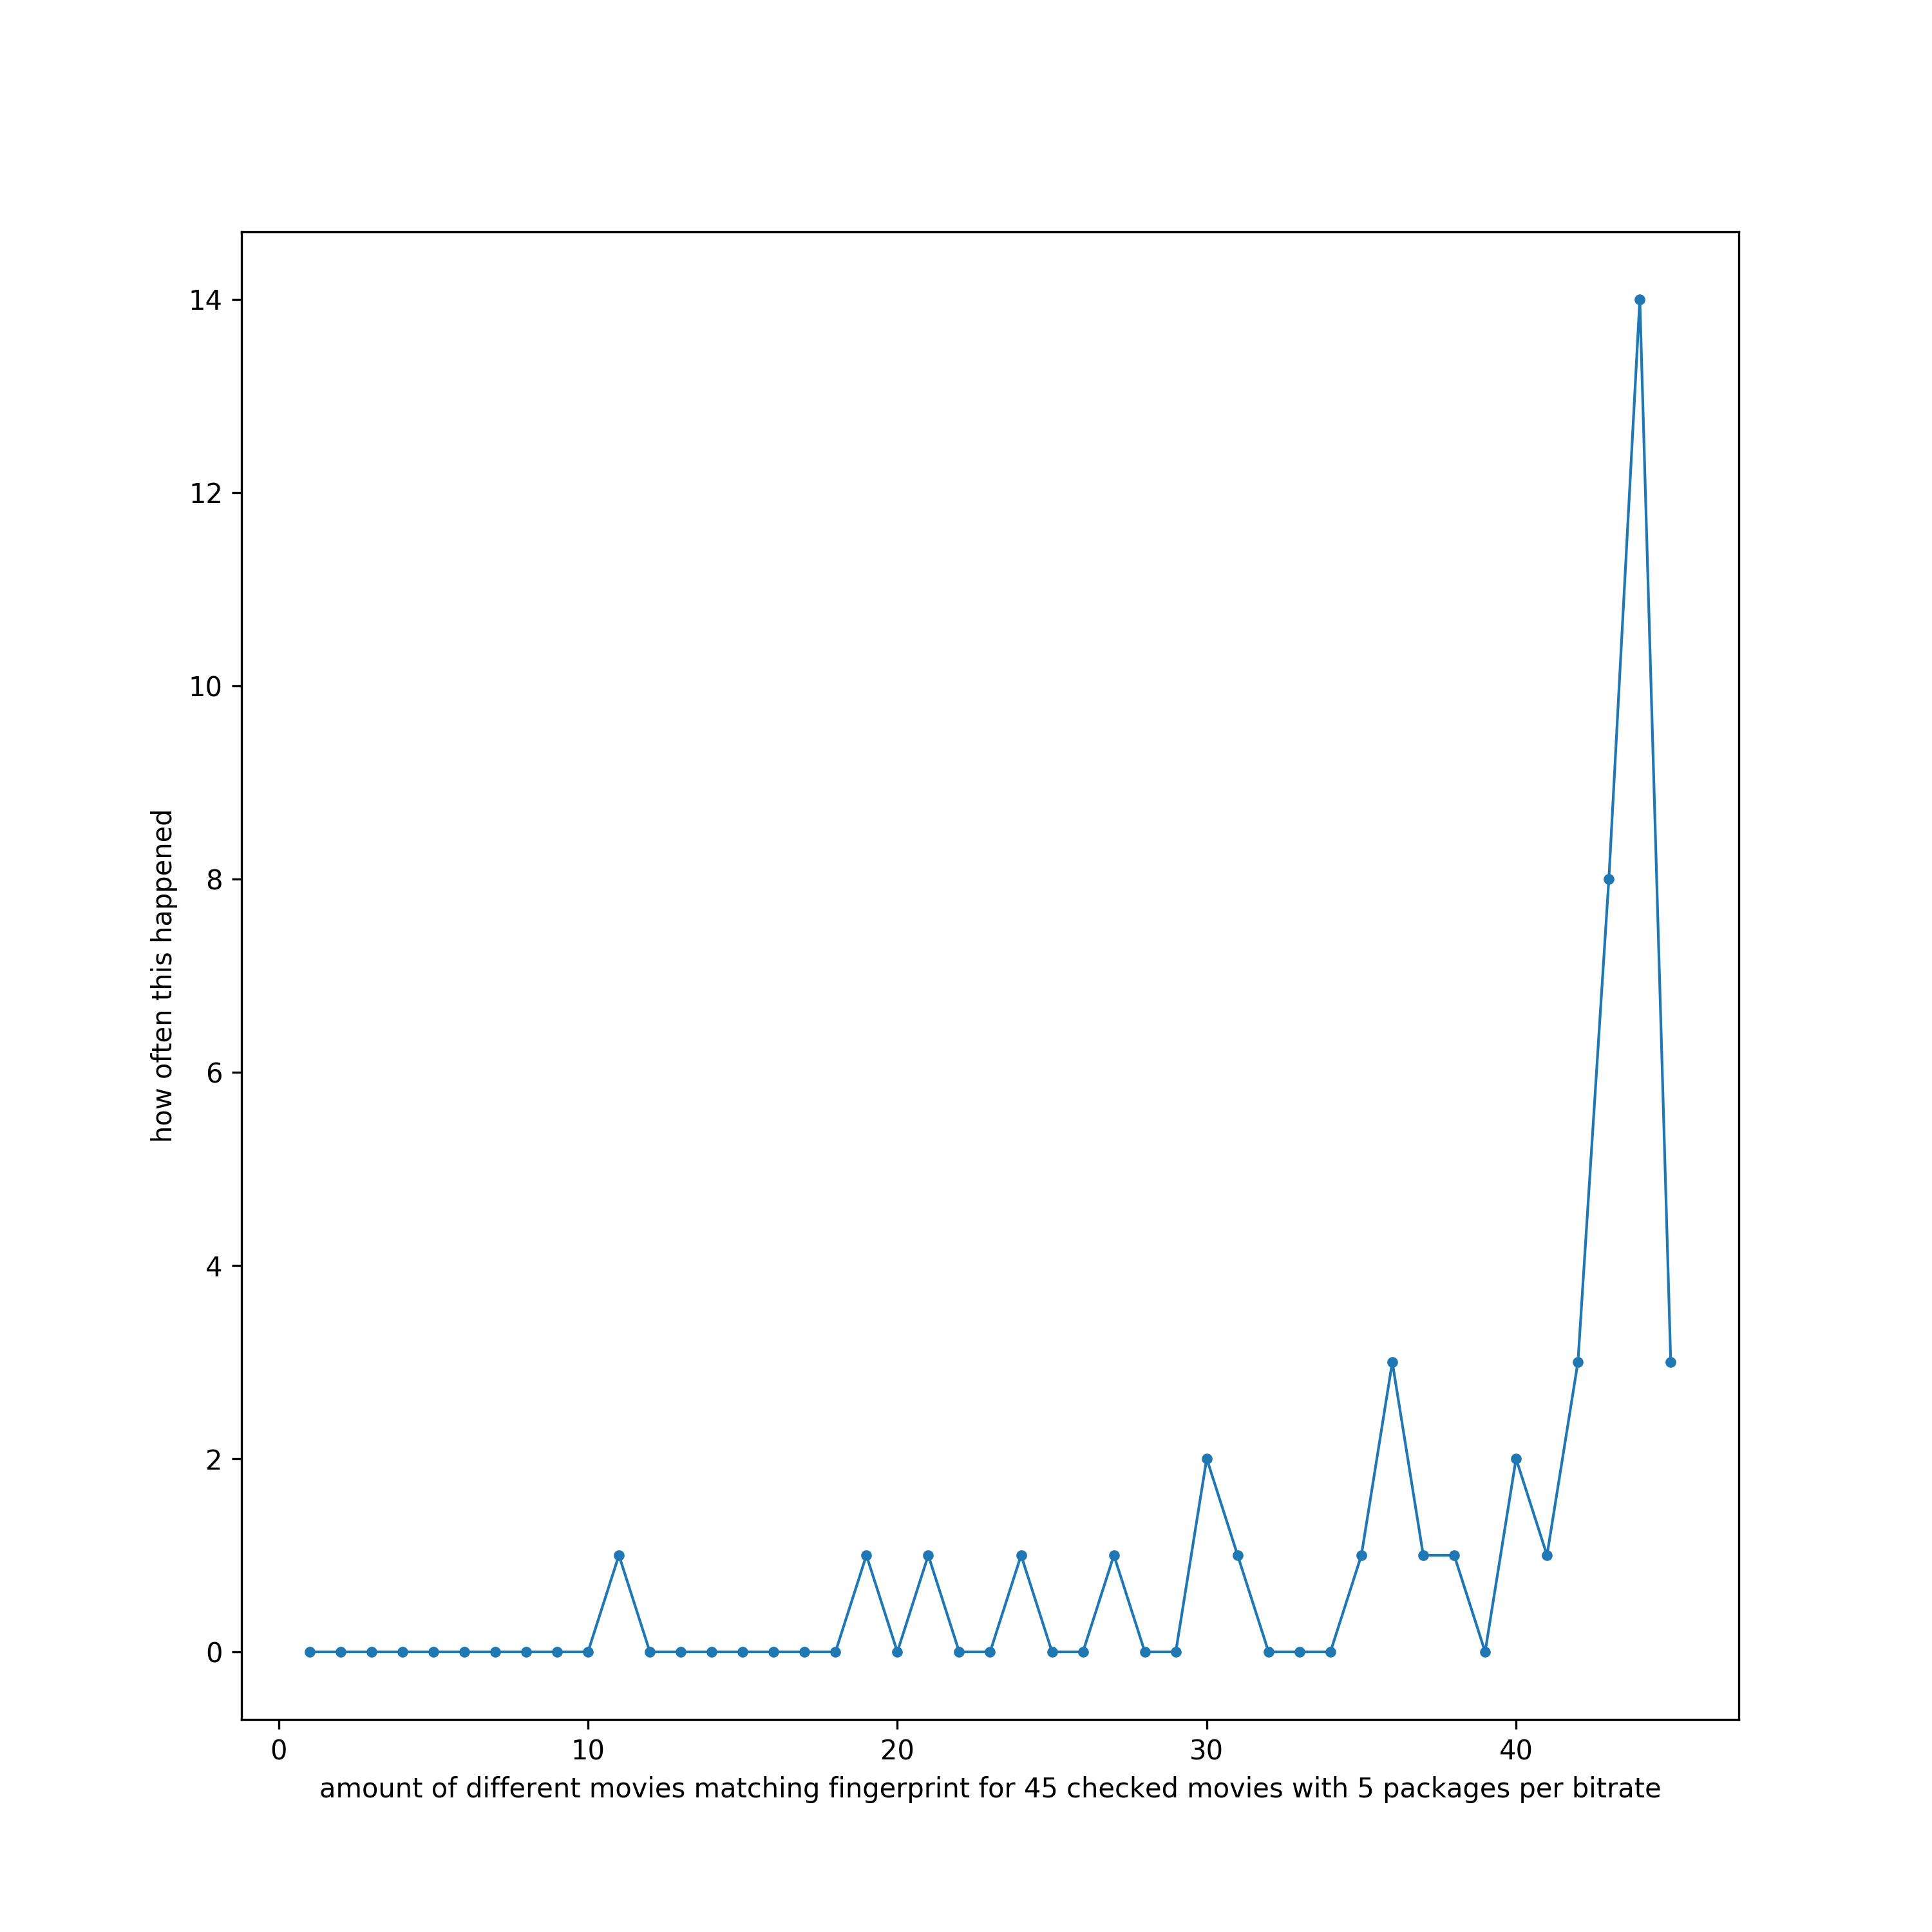 14
12
10
8
6
4
2
0
how often this happened
0 10 20 30 40
amount of different movies matching fingerprint for 45 checked movies with 5 packages per bitrate